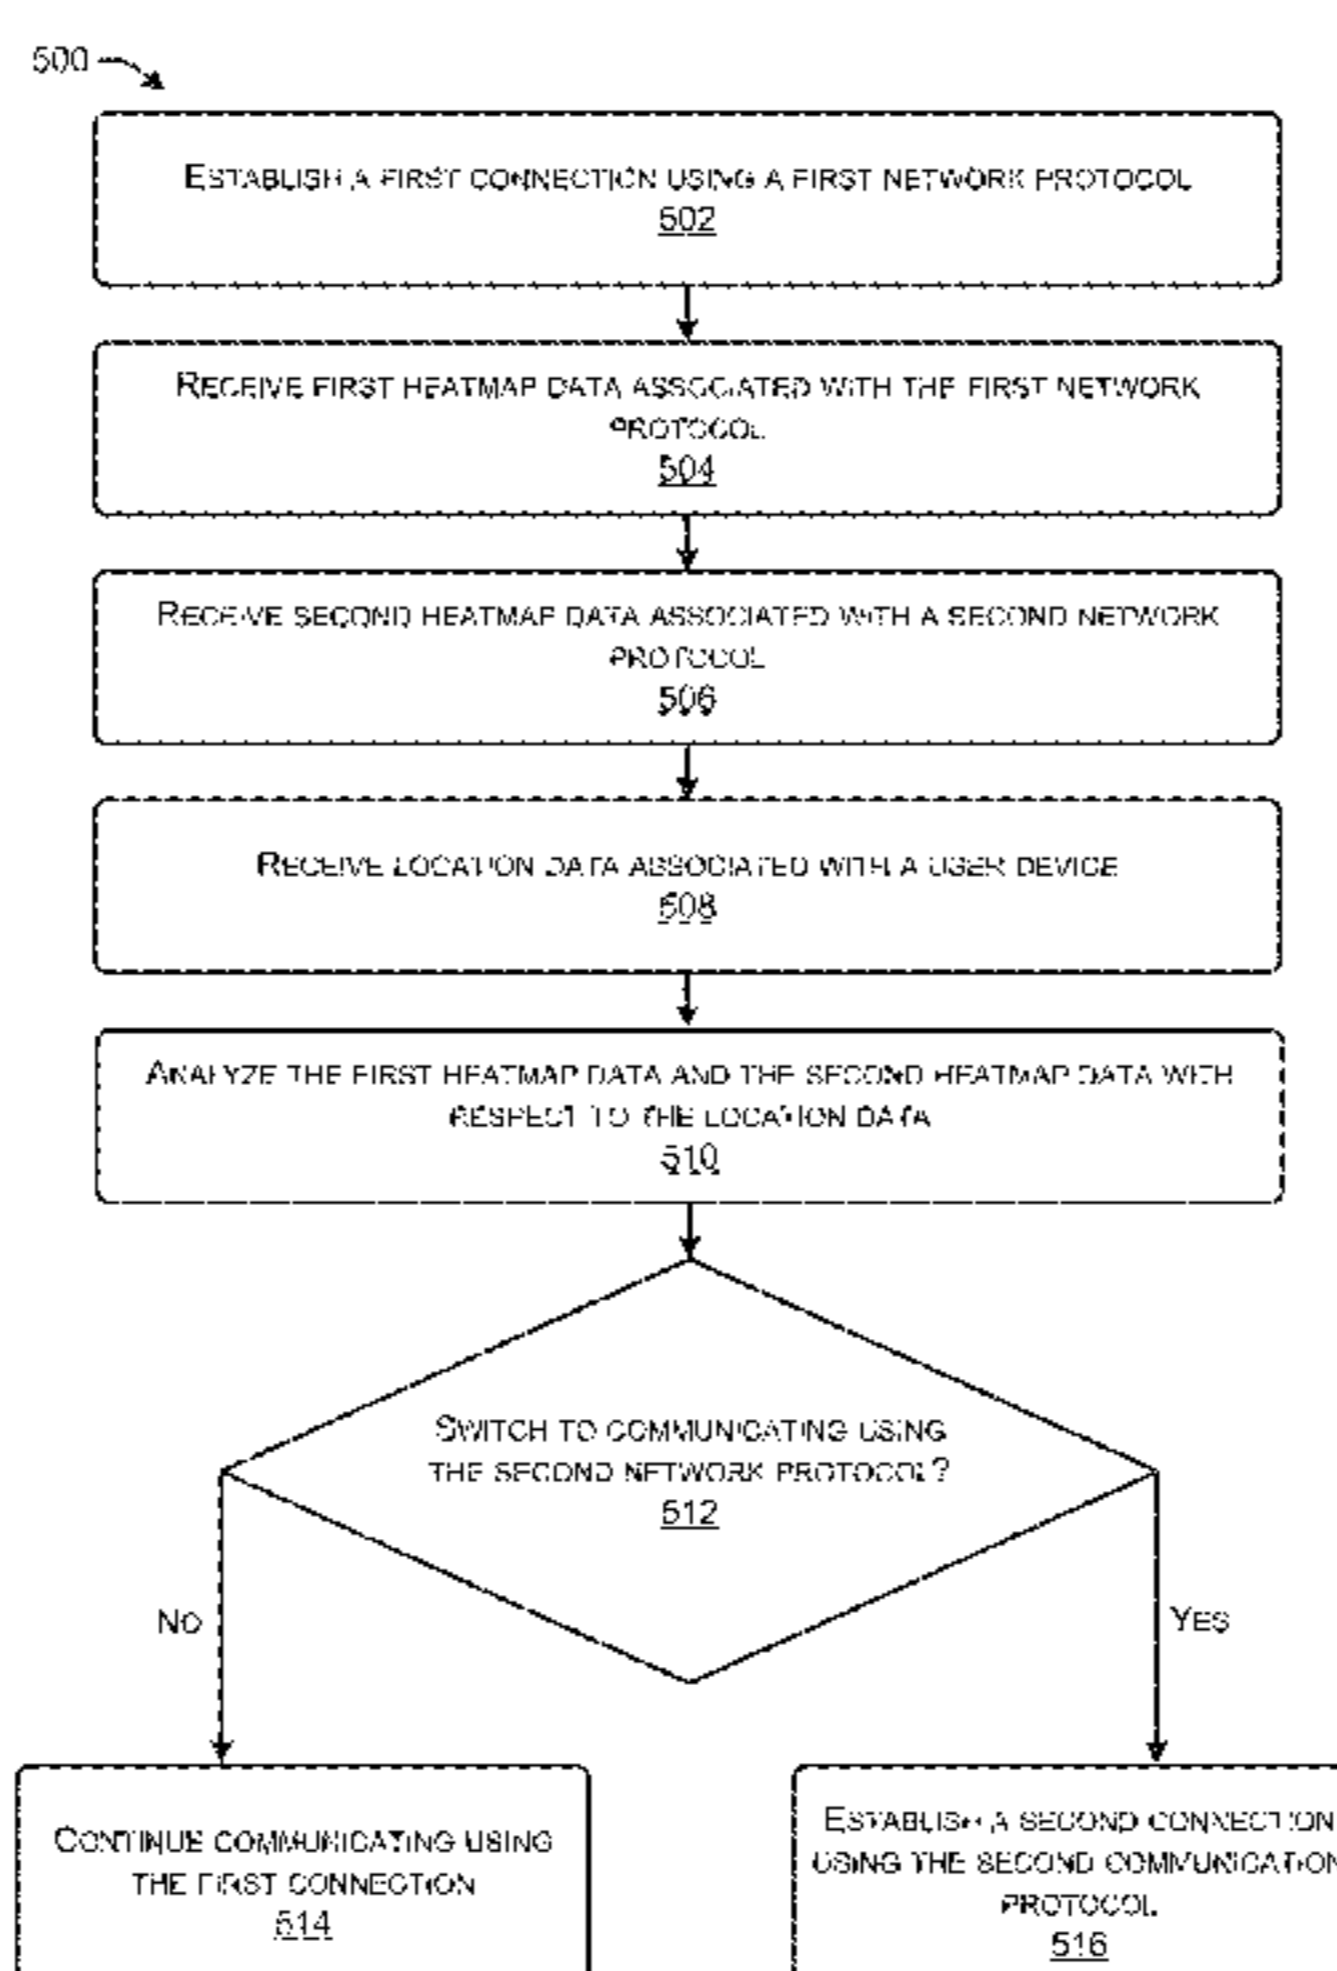 500
ESTABLISH A FIRST CONNECTION USING A FIRST NETWORK PROTOCOL
502
RECEIVE FIRST HEATMAP DATA ASSOCIATED WITH THE FIRST NETWORK
PROTOCOL
504
RECEIVE SECOND HEATMAP DATA ASSOCIATED WITH A SECOND NETWORK
PROTOCOL
506
RECEIVE LOCATION DATA ASSOCIATED WITH A USER DEVICE
508
ANALYZE THE FIRST HEATMAP DATA AND THE SECOND HEATMAP DATA WITH
RESPECT TO THE LOCATION DATA
510
SWITCH TO COMMUNICATING USING
THE SECOND NETWORK PROTOCOL?
512
NO
YES
CONTINUE COMMUNICATING USING
THE FIRST CONNECTION
514
ESTABLISH A SECOND CONNECTION
USING THE SECOND COMMUNICATION
PROTOCOL
516